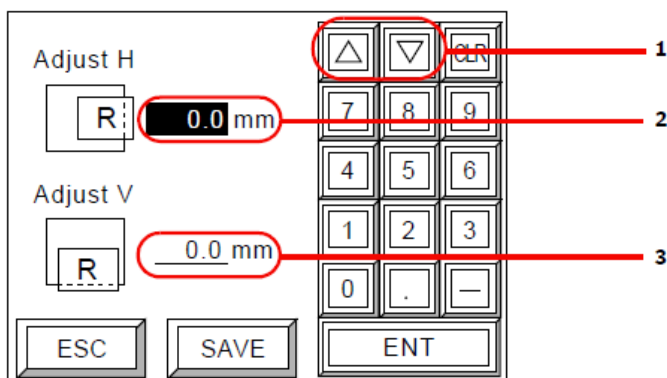 Adjust H
R 0.0 mm
Adjust V
R 0.0 mm
ESC SAVE
△ ▽ CLR
7 8 9
4 5 6
1 2 3
0 . —
ENT
1
2
3